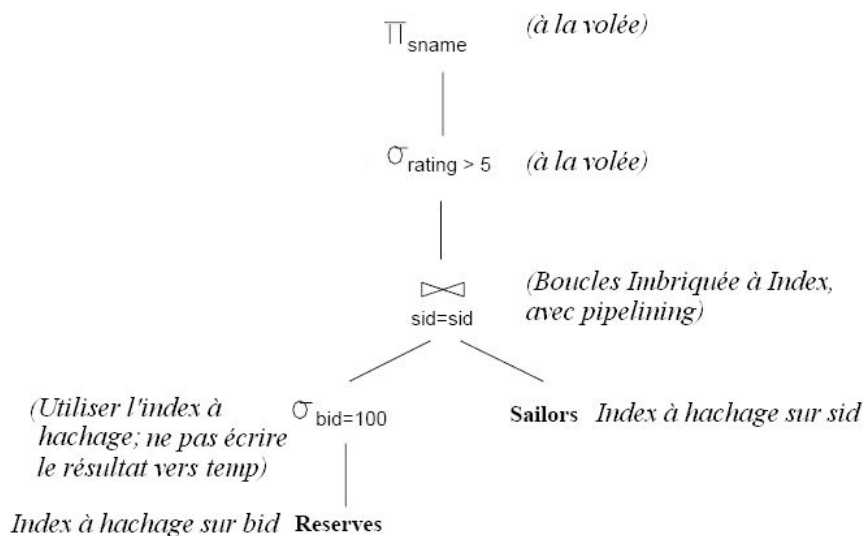 π sname (à la volée)
σ rating > 5 (à la volée)
⋈ (Boucles Imbriquée à Index,
sid=sid avec pipelining)
(Utiliser l'index à
hachage; ne pas écrire
le résultat vers temp)
σ bid=100
Sailors Index à hachage sur sid
Index à hachage sur bid Reserves